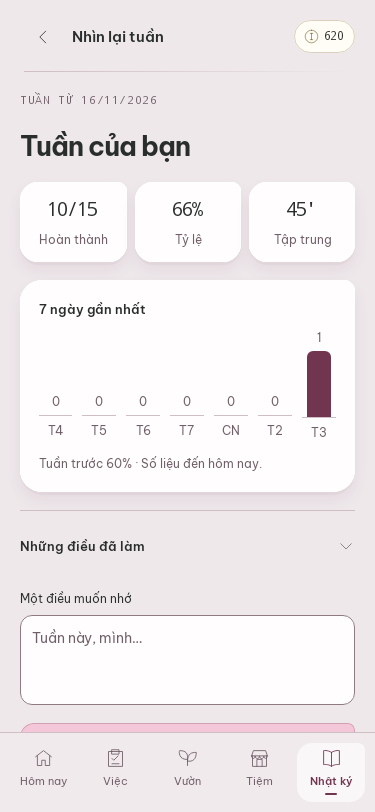 Nhìn lại tuần
620
TUẦN TỪ 16/11/2026
Tuần của bạn
10/15
Hoàn thành
66%
Tỷ lệ
45'
Tập trung
7 ngày gần nhất
0 0 0 0 0 0 1
T4 T5 T6 T7 CN T2 T3
Tuần trước 60% · Số liệu đến hôm nay.
Những điều đã làm
Một điều muốn nhớ
Tuần này, mình…
Hôm nay Việc Vườn Tiệm Nhật ký